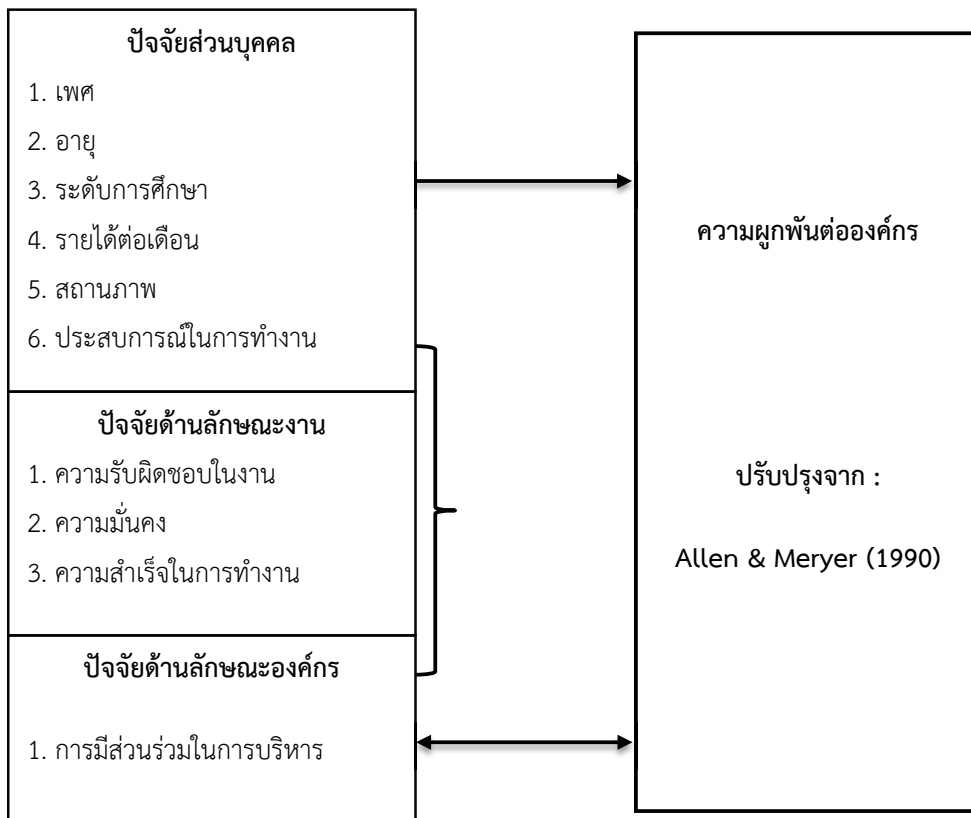 ปัจจัยส่วนบุคคล
1. เพศ
2. อายุ
3. ระดับการศึกษา
4. รายได้ต่อเดือน
5. สถานภาพ
6. ประสบการณ์ในการทำงาน
ปัจจัยด้านลักษณะงาน
1. ความรับผิดชอบในงาน
2. ความมั่นคง
3. ความสำเร็จในการทำงาน
ปัจจัยด้านลักษณะองค์กร
1. การมีส่วนร่วมในการบริหาร
ความผูกพันต่อองค์กร
ปรับปรุงจาก :
Allen & Meryer (1990)